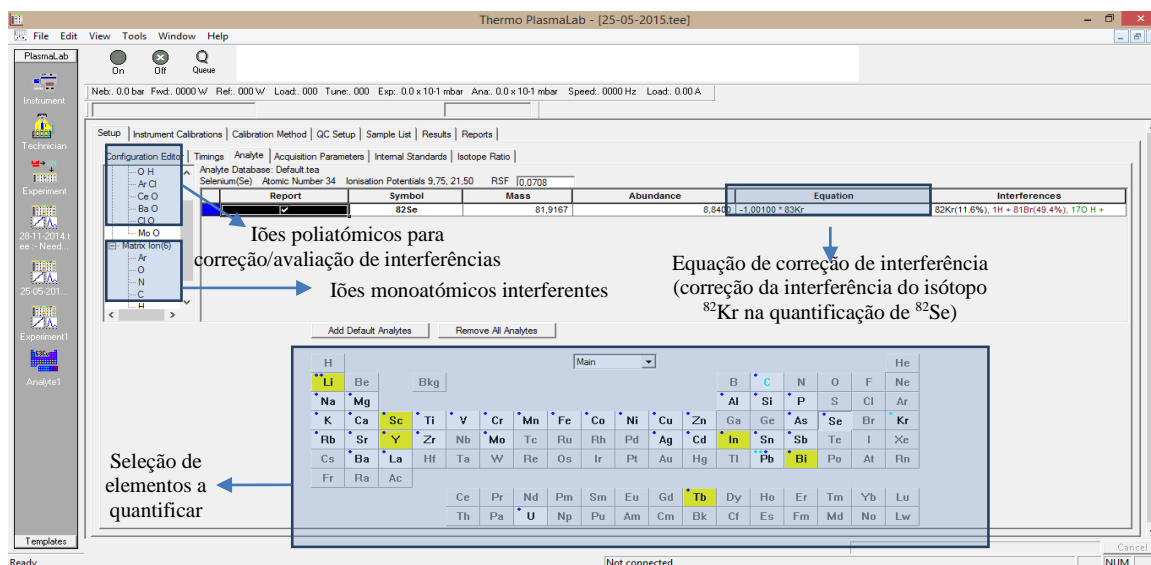 Thermo PlasmaLab - [25-05-2015.tee]
File Edit View Tools Window Help
PlasmaLab
On Off Queue
Neb:. 0.0 bar Fwd:. 0000 W Ref:. 000 W Load:. 000 Tune:. 000 Exp:. 0.0 x 10-1 mbar Ana:. 0.0 x 10-1 mbar Speed:. 0000 Hz Load:. 0.00 A
Instrument
Technician
Experiment
28-11-2014.t
ee :- Need...
25-05-201...
Experiment1
Analyte1
Templates
Setup Instrument Calibrations Calibration Method QC Setup Sample List Results Reports
Configuration Editor Timings Analyte Acquisition Parameters Internal Standards Isotope Ratio
O H
Ar Cl
Ce O
Ba O
Cl O
Mo O
Matrix Ion(6)
Ar
O
N
C
H
Analyte Database: Default.tea
Selenium(Se) Atomic Number 34 Ionisation Potentials 9,75, 21,50 RSF 0,0708
Report Symbol Mass Abundance Equation Interferences
82Se 81,9167 8,8400 -1,00100 * 83Kr 82Kr(11.6%), 1H + 81Br(49.4%), 17O H +
Iões poliatómicos para
correção/avaliação de interferências
Iões monoatómicos interferentes
Equação de correção de interferência
(correção da interferência do isótopo
⁸²Kr na quantificação de ⁸²Se)
Add Default Analytes Remove All Analytes
Main
H He
Li Be Bkg B C N O F Ne
Na Mg Al Si P S Cl Ar
K Ca Sc Ti V Cr Mn Fe Co Ni Cu Zn Ga Ge As Se Br Kr
Rb Sr Y Zr Nb Mo Tc Ru Rh Pd Ag Cd In Sn Sb Te I Xe
Cs Ba La Hf Ta W Re Os Ir Pt Au Hg Tl Pb Bi Po At Rn
Fr Ra Ac
Ce Pr Nd Pm Sm Eu Gd Tb Dy Ho Er Tm Yb Lu
Th Pa U Np Pu Am Cm Bk Cf Es Fm Md No Lw
Seleção de
elementos a
quantificar
Cancel
Ready Not connected NUM